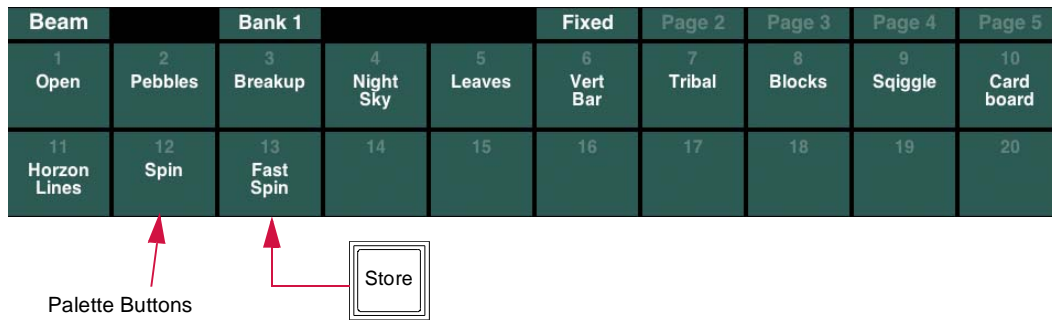 Beam Bank 1 Fixed Page 2 Page 3 Page 4 Page 5
1 2 3 4 5 6 7 8 9 10
Open Pebbles Breakup Night Sky Leaves Vert Bar Tribal Blocks Sqiggle Card board
11 12 13 14 15 16 17 18 19 20
Horzon Lines Spin Fast Spin
Store
Palette Buttons